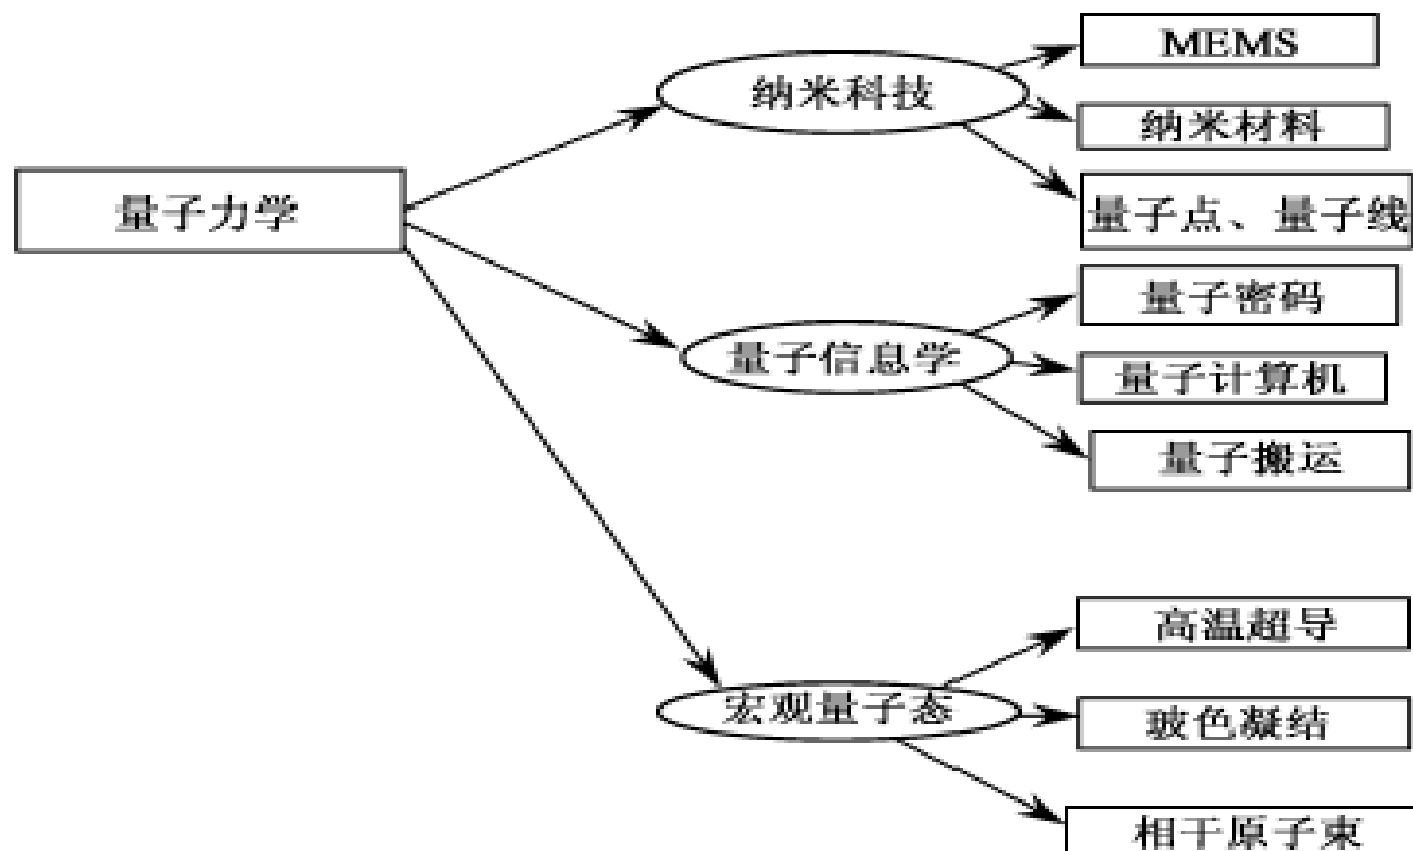 MEMS
纳米科技
纳米材料
量子力学
量子点、量子线
量子密码
量子信息学
量子计算机
量子搬运
高温超导
宏观量子态
玻色凝结
相干原子束